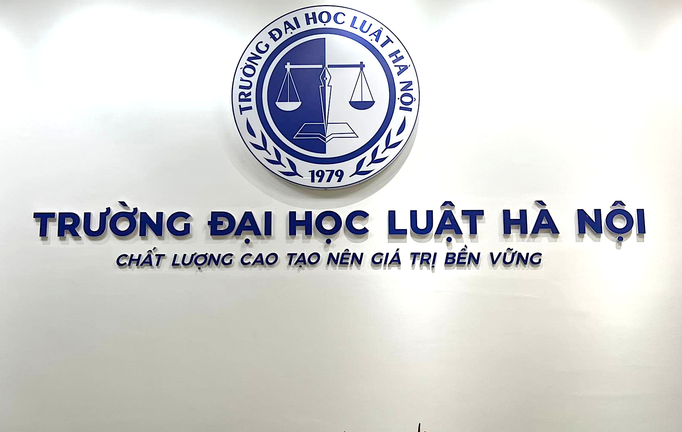 TRƯỜNG ĐẠI HỌC LUẬT HÀ NỘI
1979
TRƯỜNG ĐẠI HỌC LUẬT HÀ NỘI
CHẤT LƯỢNG CAO TẠO NÊN GIÁ TRỊ BỀN VỮNG